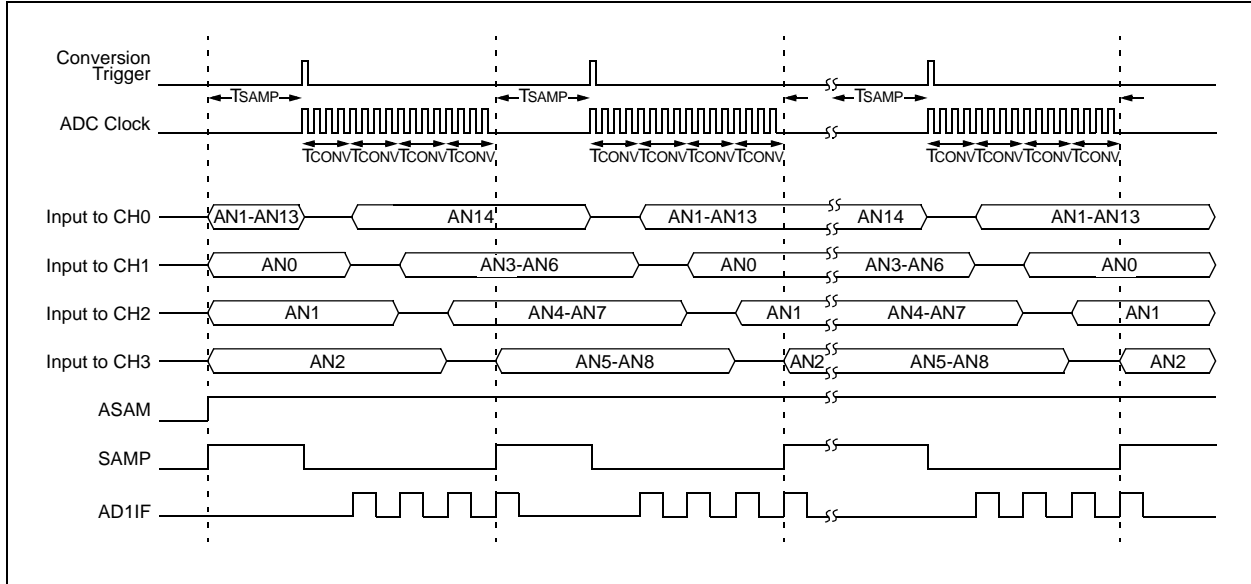 Conversion
Trigger
TSAMP TSAMP TSAMP
ADC Clock
TCONV TCONV TCONV TCONV TCONV TCONV TCONV TCONV TCONV TCONV TCONV TCONV
Input to CH0 AN1-AN13 AN14 AN1-AN13 AN14 AN1-AN13
Input to CH1 AN0 AN3-AN6 AN0 AN3-AN6 AN0
Input to CH2 AN1 AN4-AN7 AN1 AN4-AN7 AN1
Input to CH3 AN2 AN5-AN8 AN2 AN5-AN8 AN2
ASAM
SAMP
AD1IF